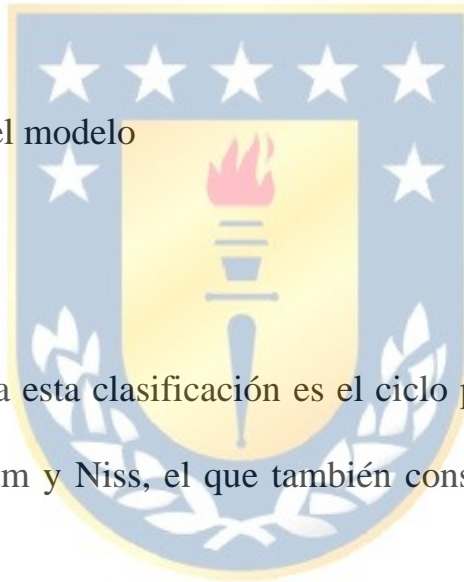 el modelo
a esta clasificación es el ciclo p
m y Niss, el que también cons